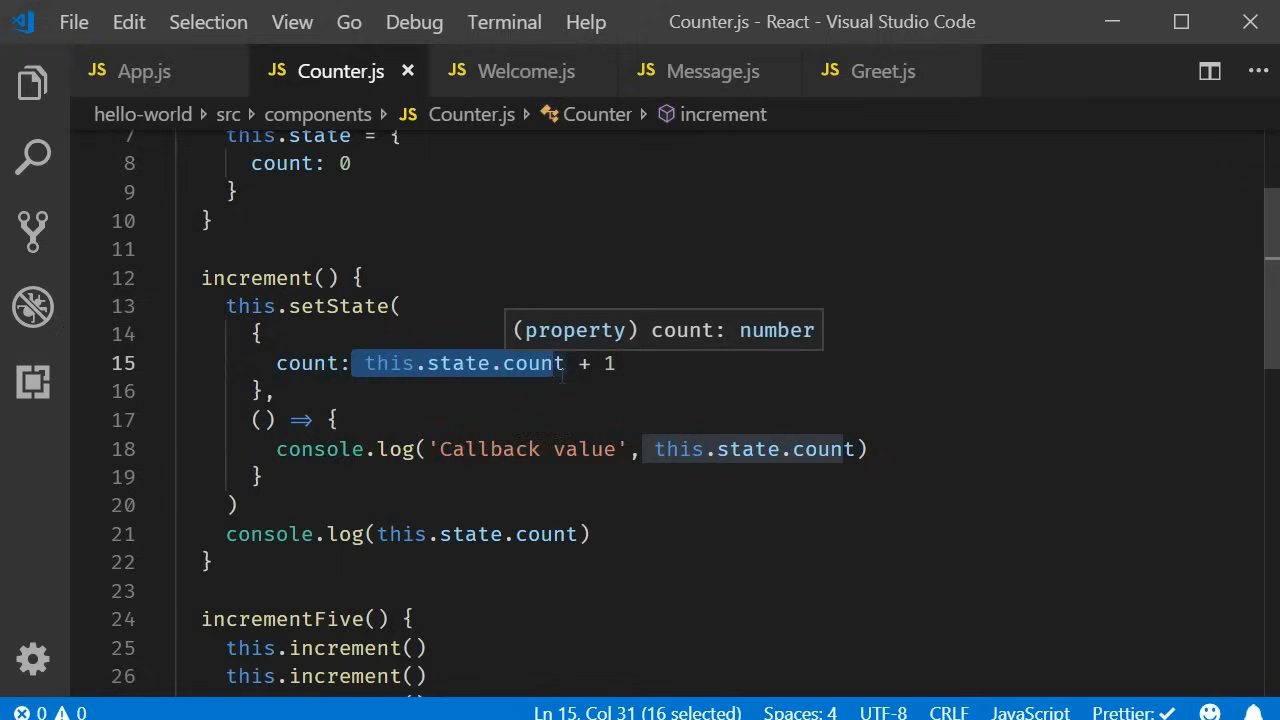 File Edit Selection View Go Debug Terminal Help Counter.js - React - Visual Studio Code
JS App.js JS Counter.js × JS Welcome.js JS Message.js JS Greet.js
hello-world › src › components › JS Counter.js › Counter › increment
7 this.state = {
8 count: 0
9 }
10 }
11
12 increment() {
13 this.setState(
14 {
(property) count: number
15 count: this.state.count + 1
16 },
17 () => {
18 console.log('Callback value', this.state.count)
19 }
20 )
21 console.log(this.state.count)
22 }
23
24 incrementFive() {
25 this.increment()
26 this.increment()
0 0 Ln 15, Col 31 (16 selected) Spaces: 4 UTF-8 CRLF JavaScript Prettier: ✓